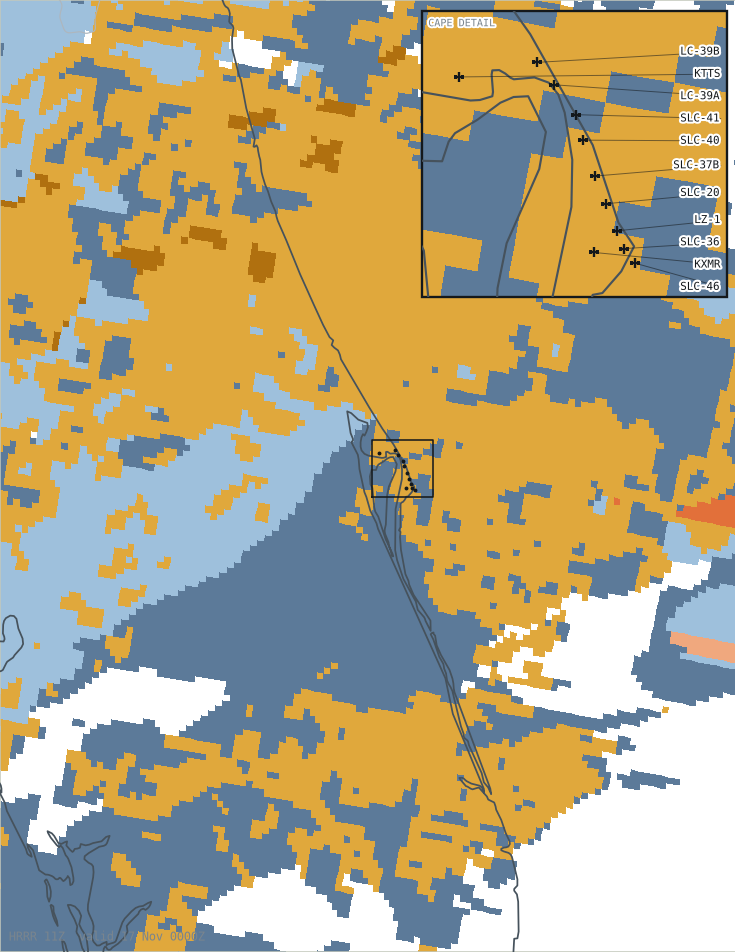 CAPE DETAIL
LC-39B
KTTS
LC-39A
SLC-41
SLC-40
SLC-37B
SLC-20
LZ-1
SLC-36
KXMR
SLC-46
HRRR
Nov 0000Z